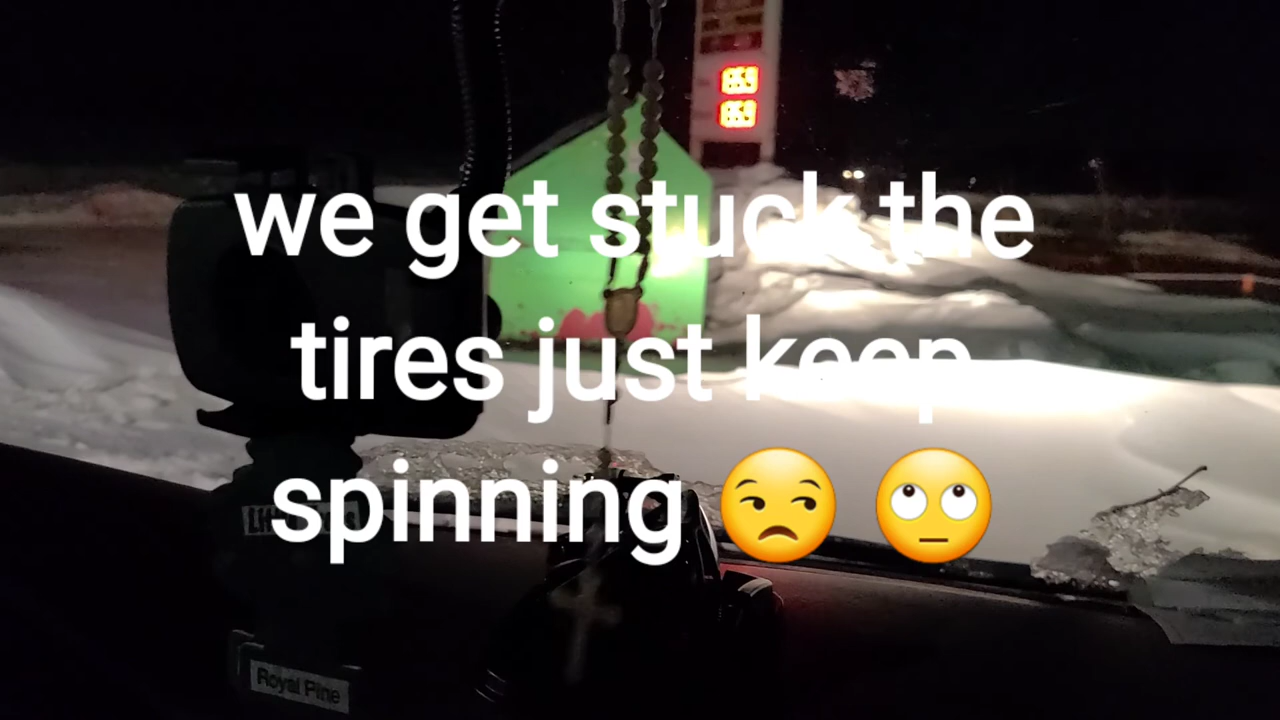 we get stuck the
tires just keep
spinning 😒 🙄
Royal Pine